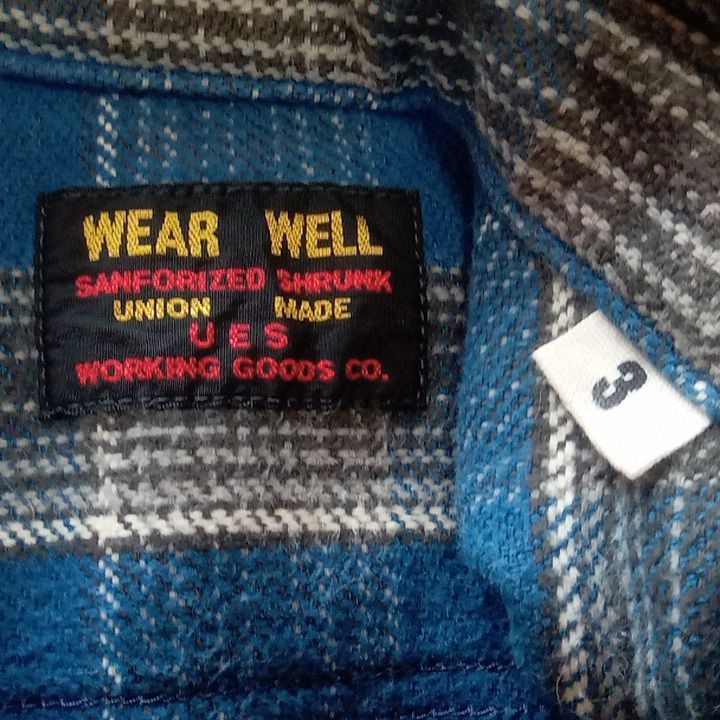 WEAR WELL
SANFORIZED SHRUNK
UNION MADE
UES
WORKING GOODS CO.
3